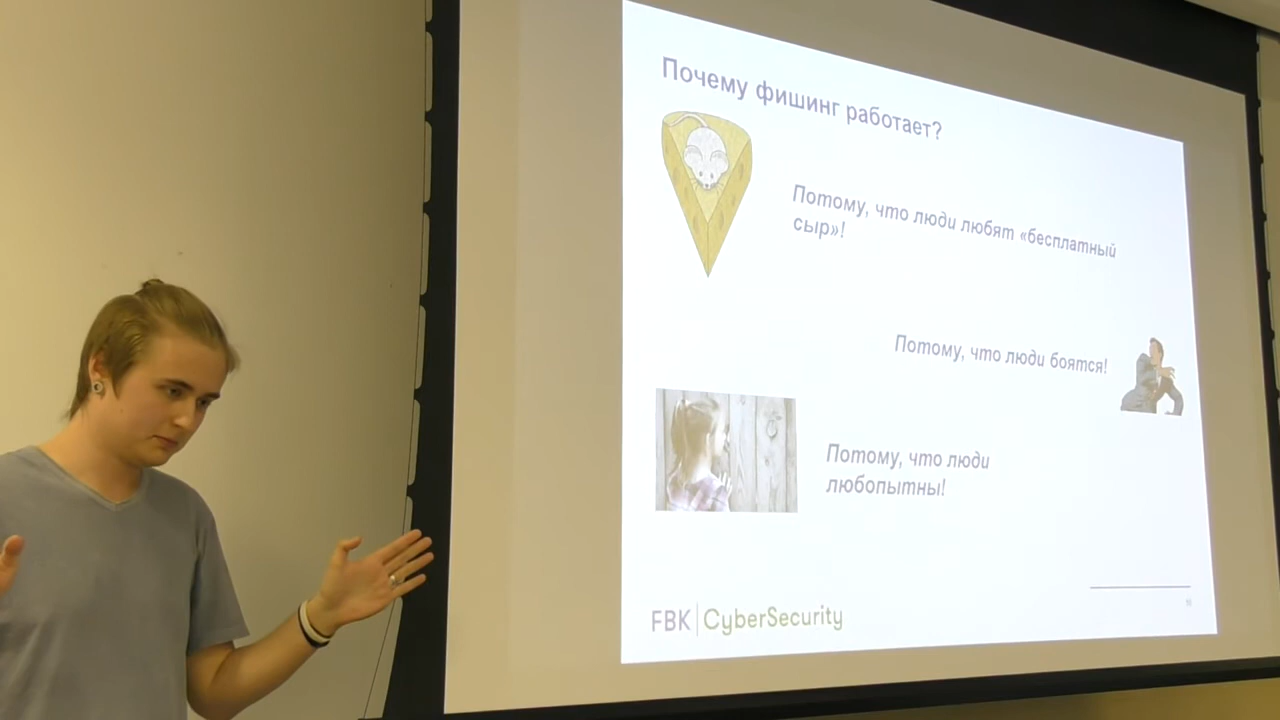 Почему фишинг работает?
Потому, что люди любят «бесплатный
сыр»!
Потому, что люди боятся!
Потому, что люди
любопытны!
FBK CyberSecurity